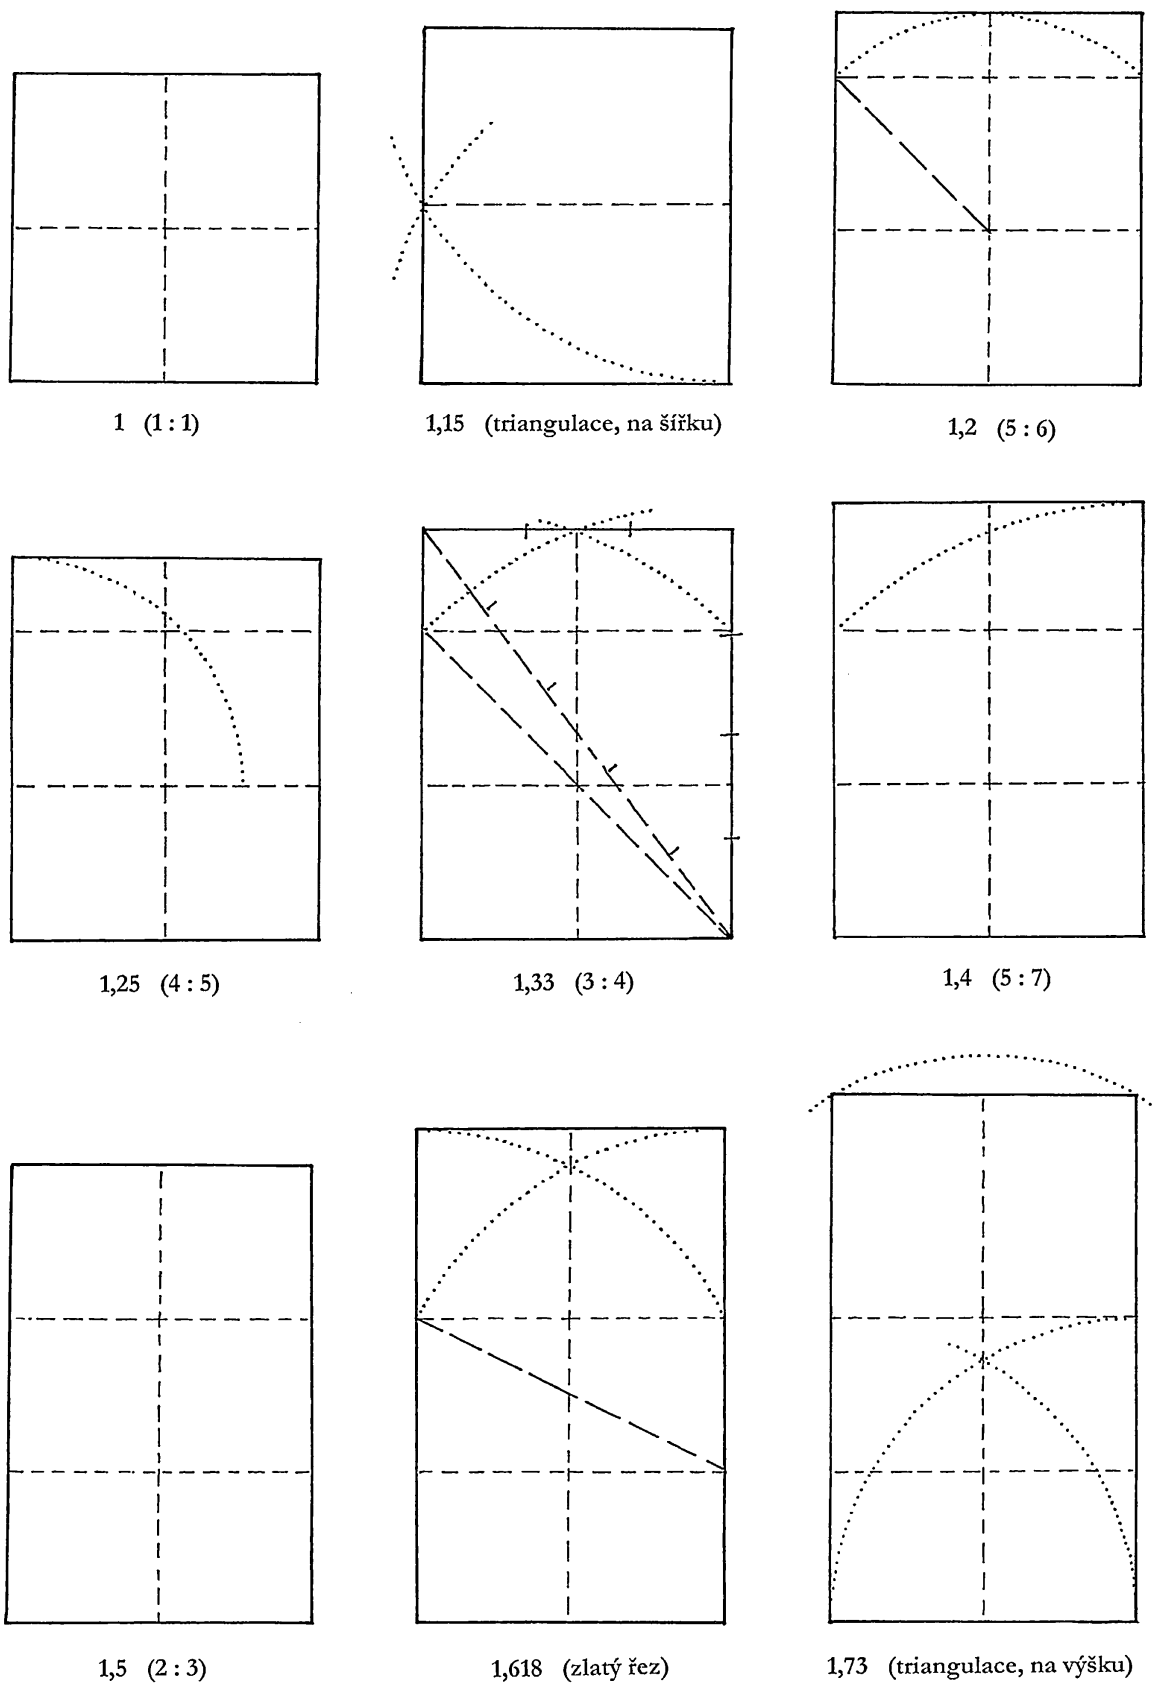 1 (1 : 1)
1,15 (triangulace, na šířku)
1,2 (5 : 6)
1,25 (4 : 5)
1,33 (3 : 4)
1,4 (5 : 7)
1,5 (2 : 3)
1,618 (zlatý řez)
1,73 (triangulace, na výšku)